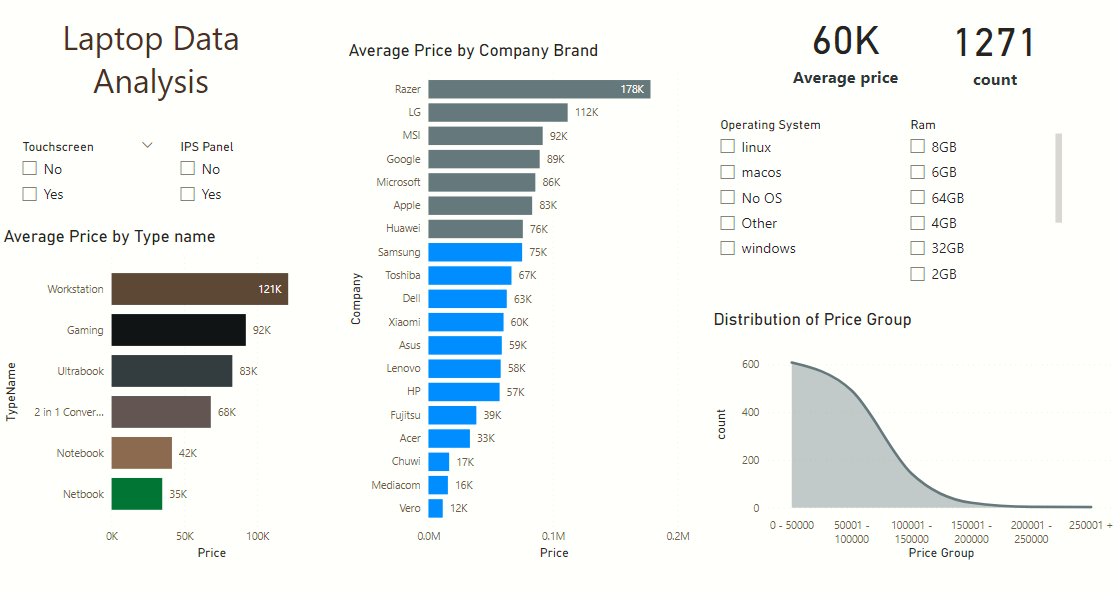 Laptop Data
Analysis
Touchscreen
No
Yes
IPS Panel
No
Yes
Average Price by Type name
TypeName
Workstation 121K
Gaming 92K
Ultrabook 83K
2 in 1 Conver... 68K
Notebook 42K
Netbook 35K
0K 50K 100K
Price
Average Price by Company Brand
Company
Razer 178K
LG 112K
MSI 92K
Google 89K
Microsoft 86K
Apple 83K
Huawei 76K
Samsung 75K
Toshiba 67K
Dell 63K
Xiaomi 60K
Asus 59K
Lenovo 58K
HP 57K
Fujitsu 39K
Acer 33K
Chuwi 17K
Mediacom 16K
Vero 12K
0.0M 0.1M 0.2M
Price
60K
Average price
1271
count
Operating System
linux
macos
No OS
Other
windows
Ram
8GB
6GB
64GB
4GB
32GB
2GB
Distribution of Price Group
count
600
400
200
0
0 - 50000 50001 - 100001 - 150001 - 200001 - 250001 +
100000 150000 200000 250000
Price Group